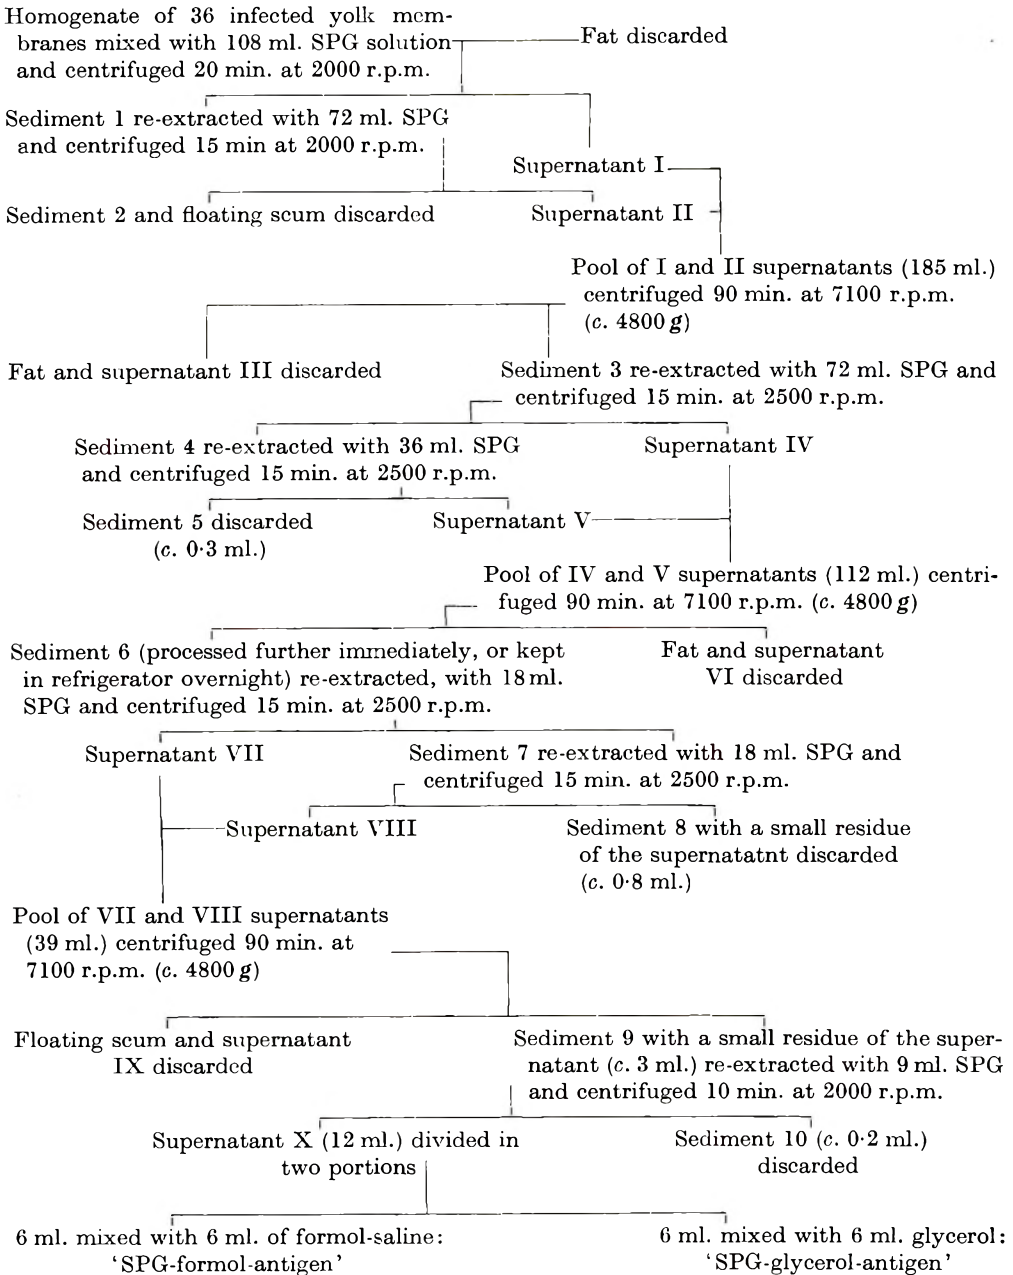 Homogenate of 36 infected yolk mem-
branes mixed with 108 ml. SPG solution
and centrifuged 20 min. at 2000 r.p.m.
Fat discarded
Sediment 1 re-extracted with 72 ml. SPG
and centrifuged 15 min at 2000 r.p.m.
Supernatant I
Sediment 2 and floating scum discarded
Supernatant II
Pool of I and II supernatants (185 ml.)
centrifuged 90 min. at 7100 r.p.m.
(c. 4800 g)
Fat and supernatant III discarded
Sediment 3 re-extracted with 72 ml. SPG and
centrifuged 15 min. at 2500 r.p.m.
Sediment 4 re-extracted with 36 ml. SPG
and centrifuged 15 min. at 2500 r.p.m.
Supernatant IV
Sediment 5 discarded
(c. 0·3 ml.)
Supernatant V
Pool of IV and V supernatants (112 ml.) centri-
fuged 90 min. at 7100 r.p.m. (c. 4800 g)
Sediment 6 (processed further immediately, or kept
in refrigerator overnight) re-extracted, with 18 ml.
SPG and centrifuged 15 min. at 2500 r.p.m.
Fat and supernatant
VI discarded
Supernatant VII
Sediment 7 re-extracted with 18 ml. SPG and
centrifuged 15 min. at 2500 r.p.m.
Supernatant VIII
Sediment 8 with a small residue
of the supernatatnt discarded
(c. 0·8 ml.)
Pool of VII and VIII supernatants
(39 ml.) centrifuged 90 min. at
7100 r.p.m. (c. 4800 g)
Floating scum and supernatant
IX discarded
Sediment 9 with a small residue of the super-
natant (c. 3 ml.) re-extracted with 9 ml. SPG
and centrifuged 10 min. at 2000 r.p.m.
Supernatant X (12 ml.) divided in
two portions
Sediment 10 (c. 0·2 ml.)
discarded
6 ml. mixed with 6 ml. of formol-saline:
'SPG-formol-antigen'
6 ml. mixed with 6 ml. glycerol:
'SPG-glycerol-antigen'